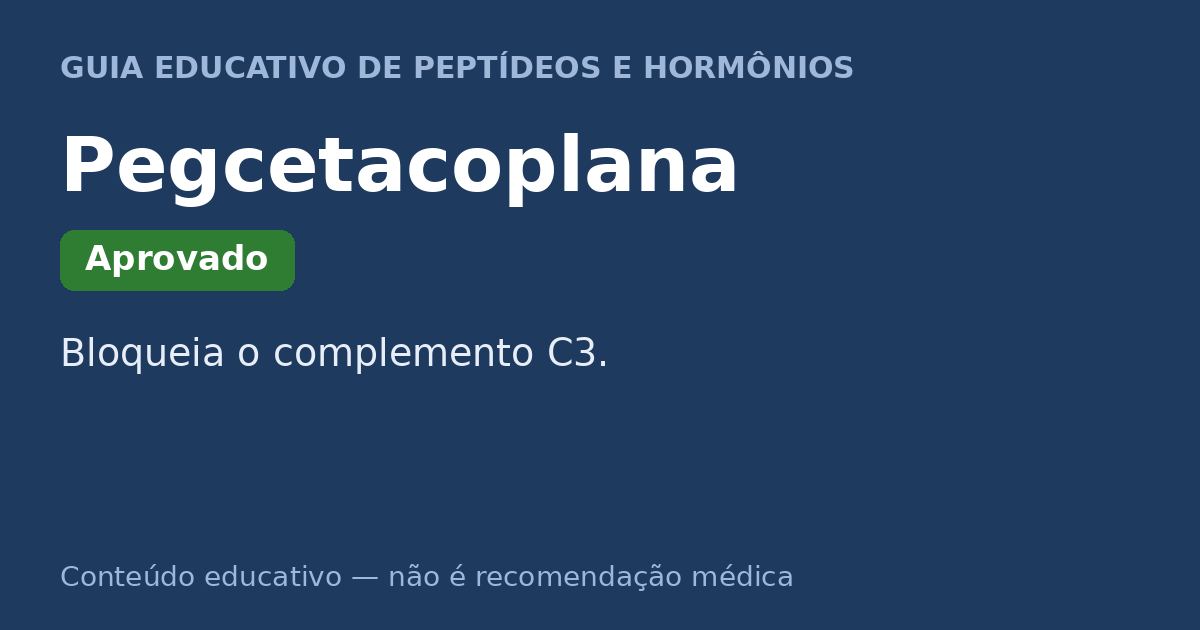 GUIA EDUCATIVO DE PEPTÍDEOS E HORMÔNIOS
Pegcetacoplana
Aprovado
Bloqueia o complemento C3.
Conteúdo educativo — não é recomendação médica